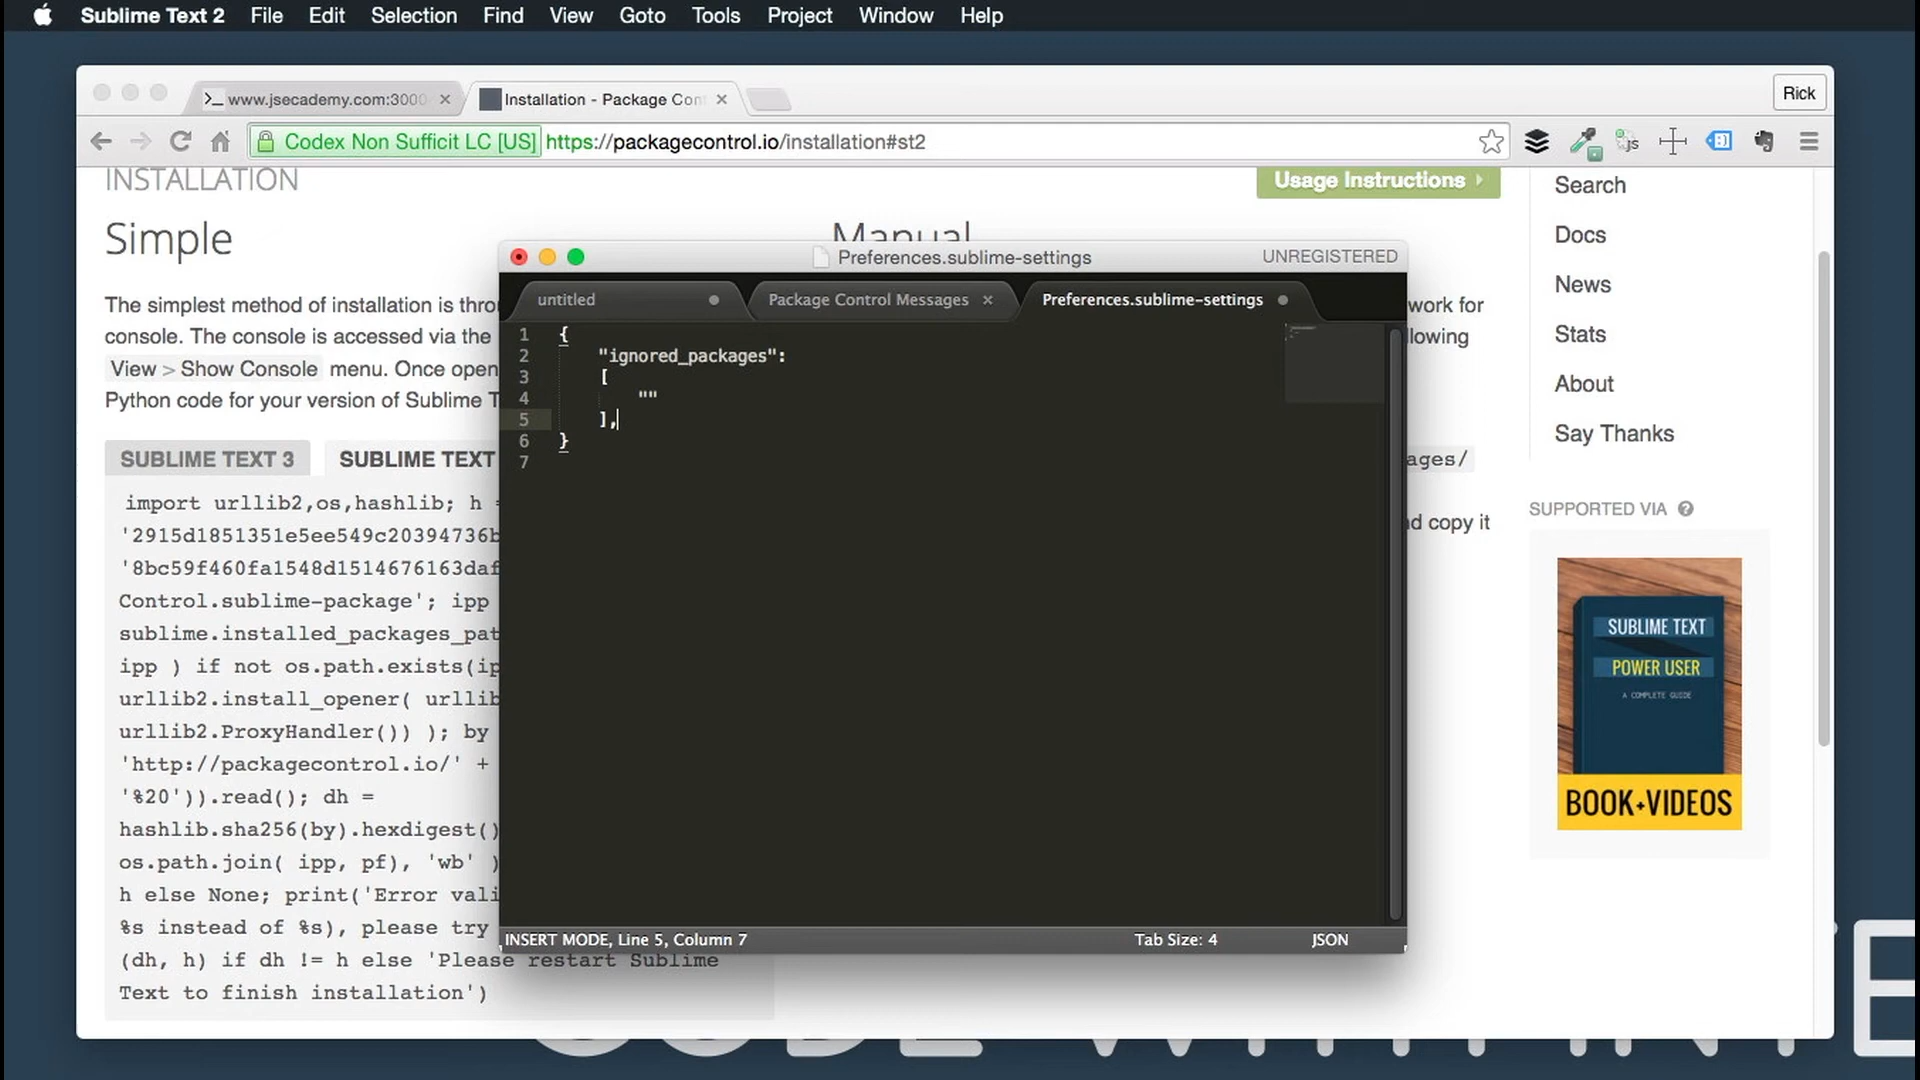 Sublime Text 2 File Edit Selection Find View Goto Tools Project Window Help
www.jsecademy.com:3000
Installation - Package Con
Rick
Codex Non Sufficit LC [US] https://packagecontrol.io/installation#st2
INSTALLATION
Usage Instructions
Simple
Manual
The simplest method of installation is thro
console. The console is accessed via the
View > Show Console menu. Once open
Python code for your version of Sublime T
work for
llowing
SUBLIME TEXT 3 SUBLIME TEXT
ages/
d copy it
import urllib2,os,hashlib; h =
'2915d1851351e5ee549c20394736b
'8bc59f460fa1548d1514676163daf
Control.sublime-package'; ipp
sublime.installed_packages_pat
ipp ) if not os.path.exists(ip
urllib2.install_opener( urllib
urllib2.ProxyHandler()) ); by
'http://packagecontrol.io/' +
'%20')).read(); dh =
hashlib.sha256(by).hexdigest()
os.path.join( ipp, pf), 'wb' )
h else None; print('Error vali
%s instead of %s), please try
(dh, h) if dh != h else 'Please restart Sublime
Text to finish installation')
Preferences.sublime-settings
UNREGISTERED
untitled
Package Control Messages
Preferences.sublime-settings
1 {
2 "ignored_packages":
3 [
4 ""
5 ],
6 }
7
INSERT MODE, Line 5, Column 7
Tab Size: 4
JSON
Search
Docs
News
Stats
About
Say Thanks
SUPPORTED VIA ?
SUBLIME TEXT
POWER USER
A COMPLETE GUIDE
BOOK+VIDEOS